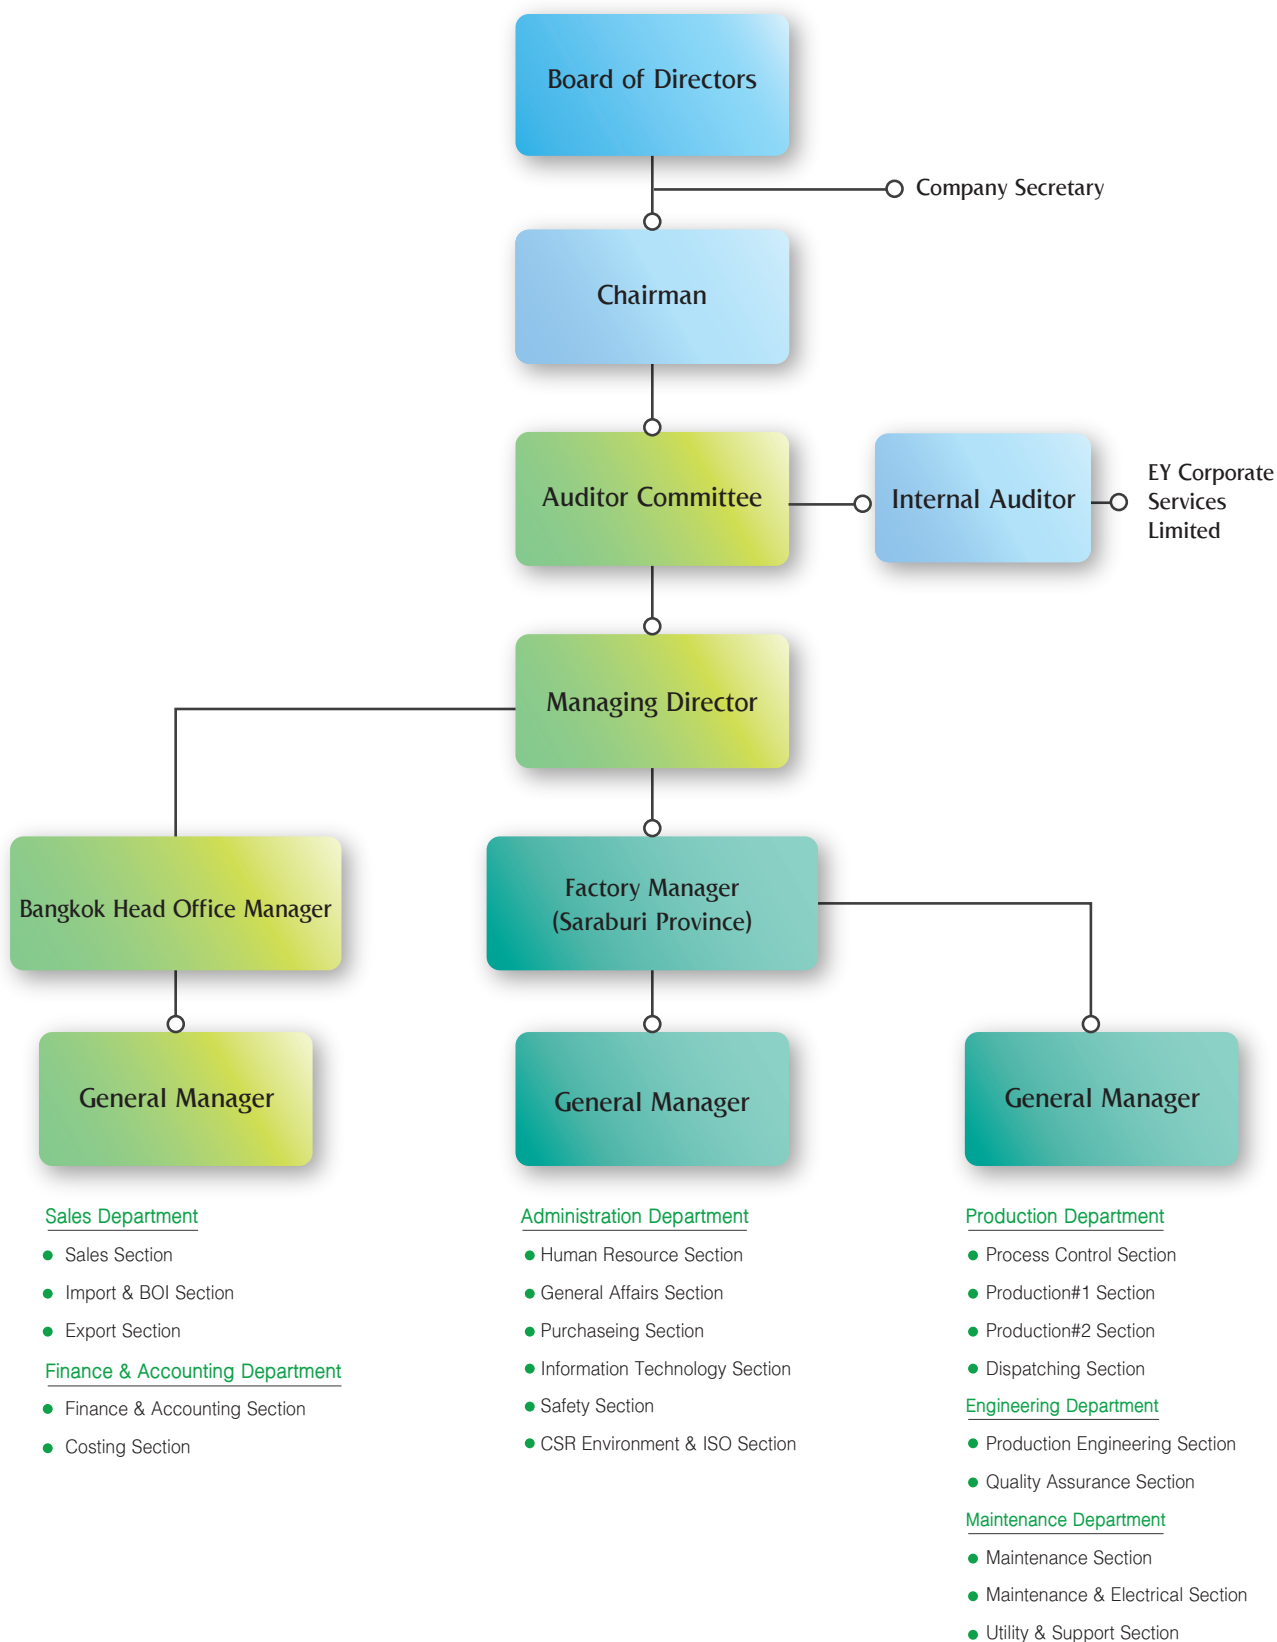 Board of Directors
Company Secretary
Chairman
Auditor Committee
Internal Auditor
EY Corporate
Services
Limited
Managing Director
Bangkok Head Office Manager
Factory Manager
(Saraburi Province)
General Manager
General Manager
General Manager
Sales Department
Sales Section
Import & BOI Section
Export Section
Finance & Accounting Department
Finance & Accounting Section
Costing Section
Administration Department
Human Resource Section
General Affairs Section
Purchaseing Section
Information Technology Section
Safety Section
CSR Environment & ISO Section
Production Department
Process Control Section
Production#1 Section
Production#2 Section
Dispatching Section
Engineering Department
Production Engineering Section
Quality Assurance Section
Maintenance Department
Maintenance Section
Maintenance & Electrical Section
Utility & Support Section